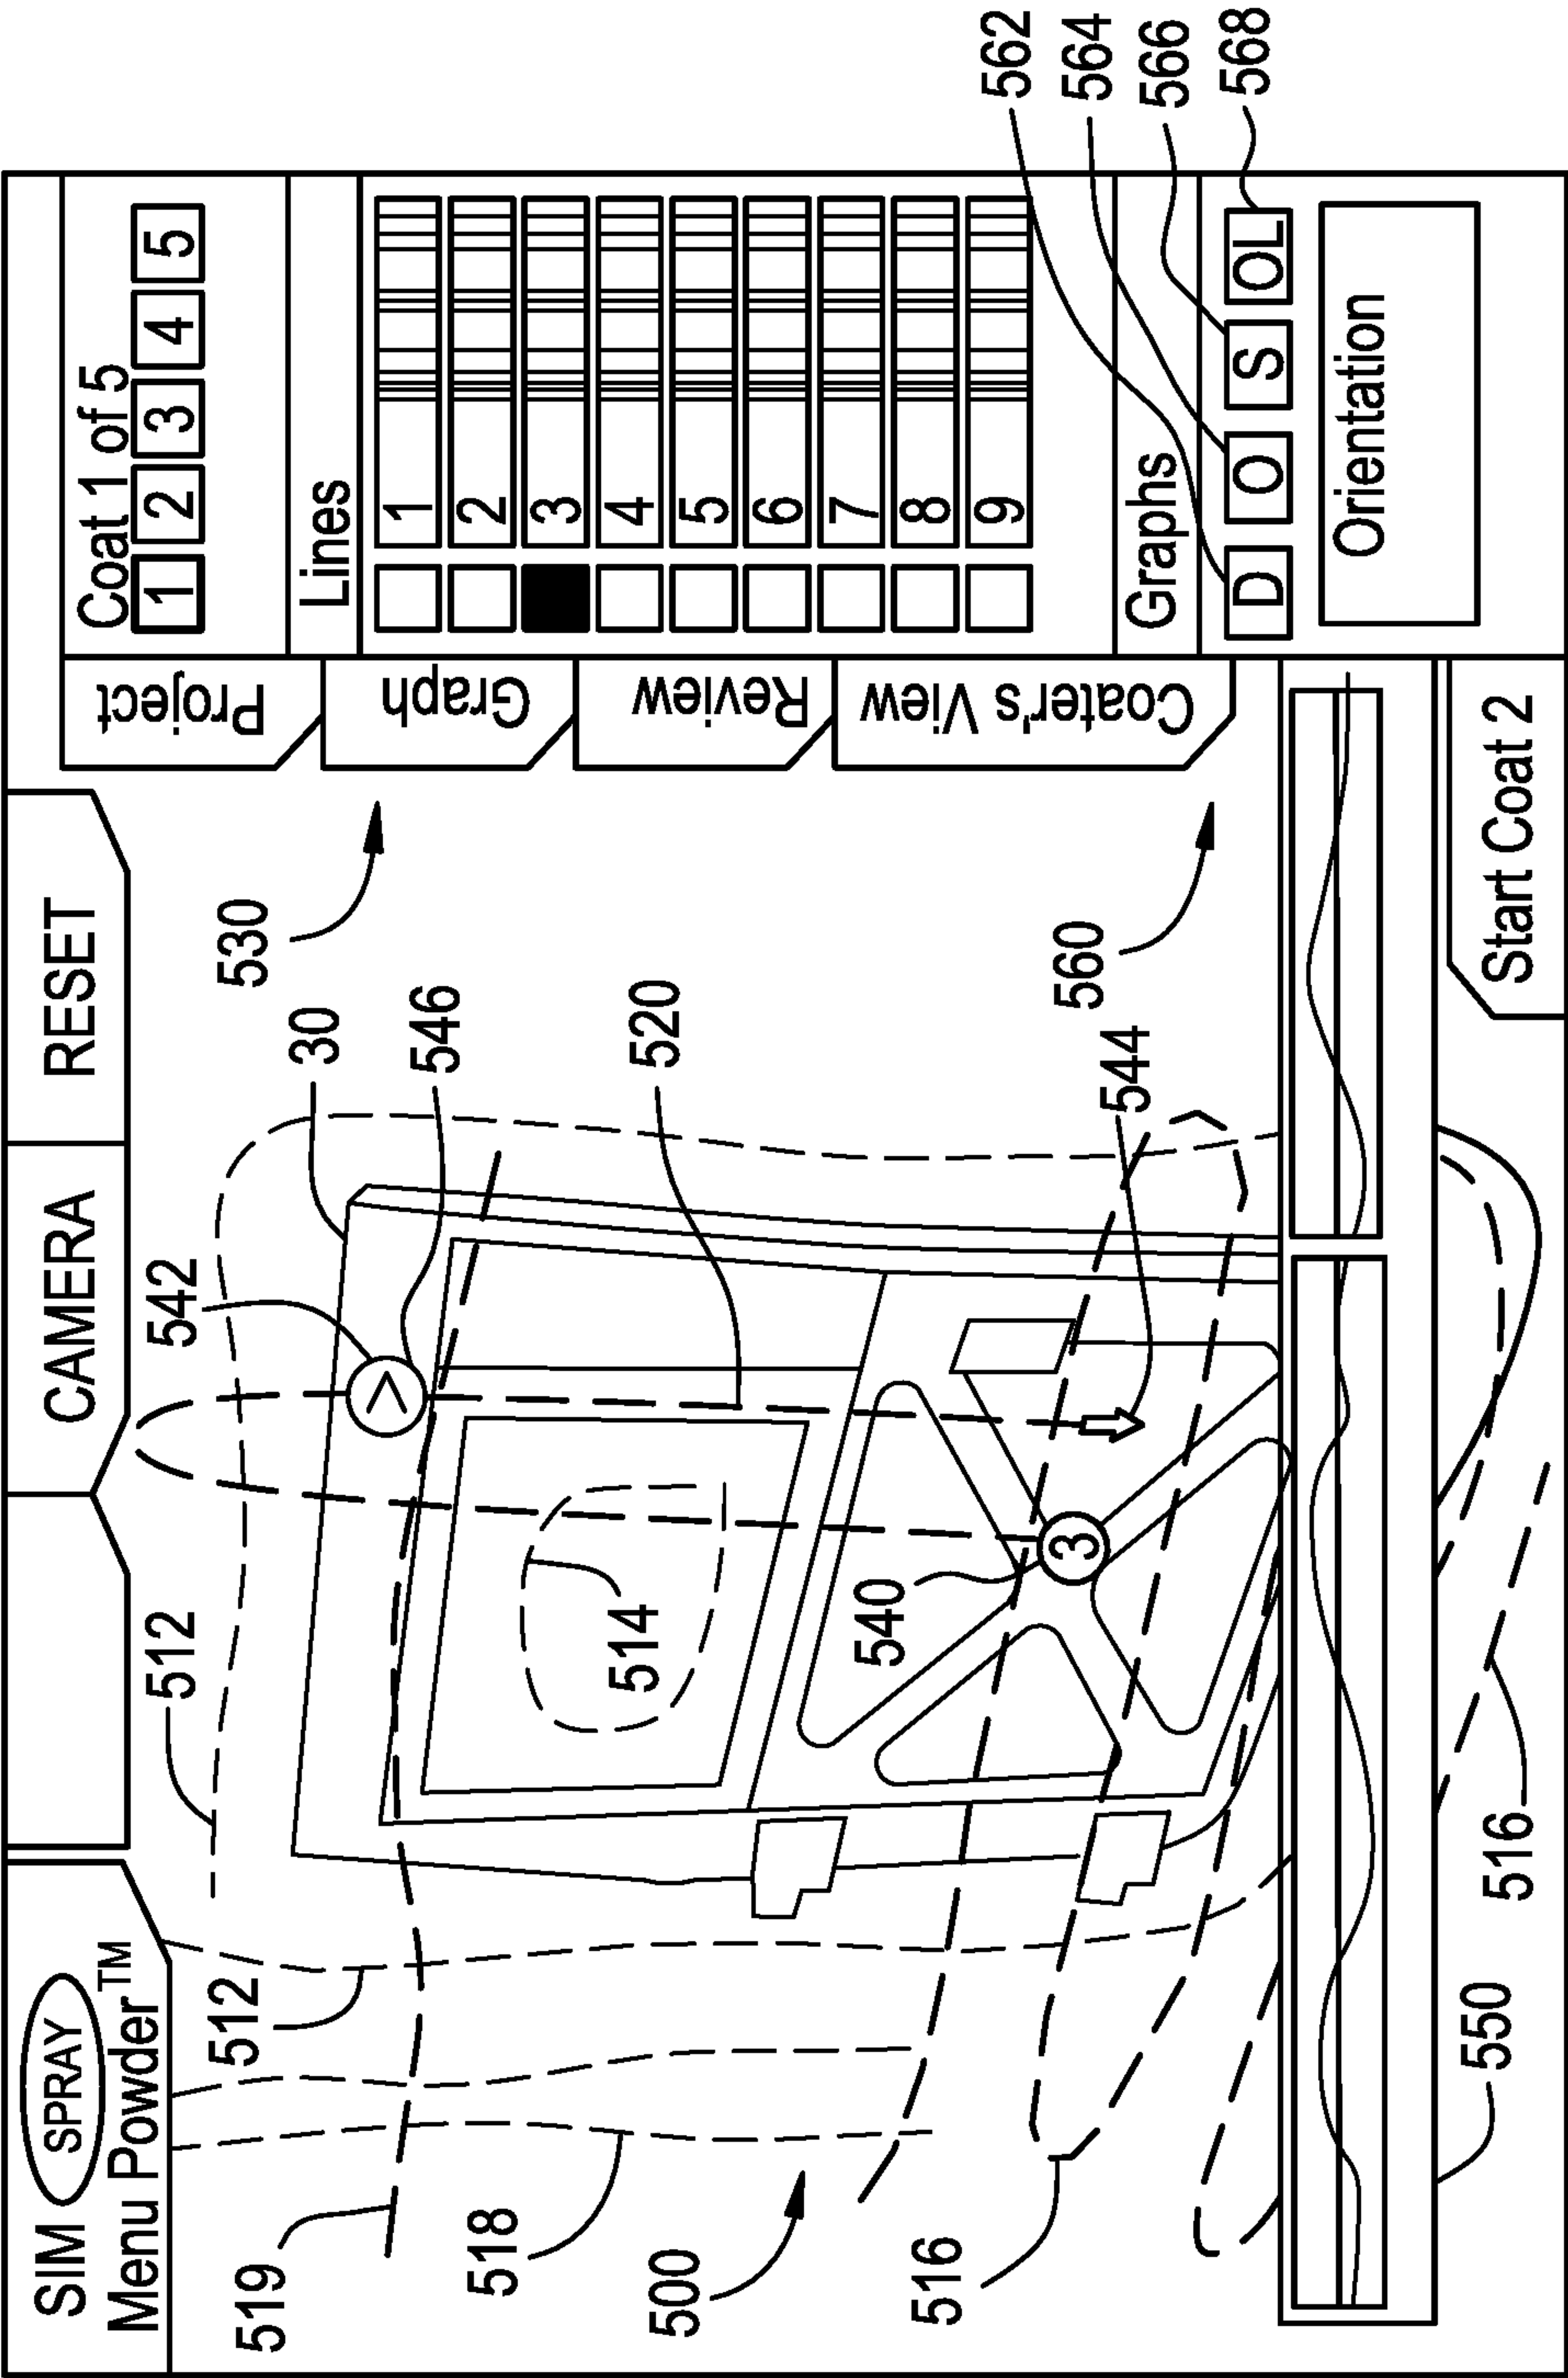 SIM SPRAY
Menu Powder™
CAMERA
RESET
Project
Graph
Review
Coater's View
Coat 1 of 5
1 2 3 4 5
Lines
1
2
3
4
5
6
7
8
9
Graphs
D O S OL
Orientation
Start Coat 2
519
518
512
512
500
516
514
542
30
546
530
520
540
544
560
550
516
562
564
566
568
3
>